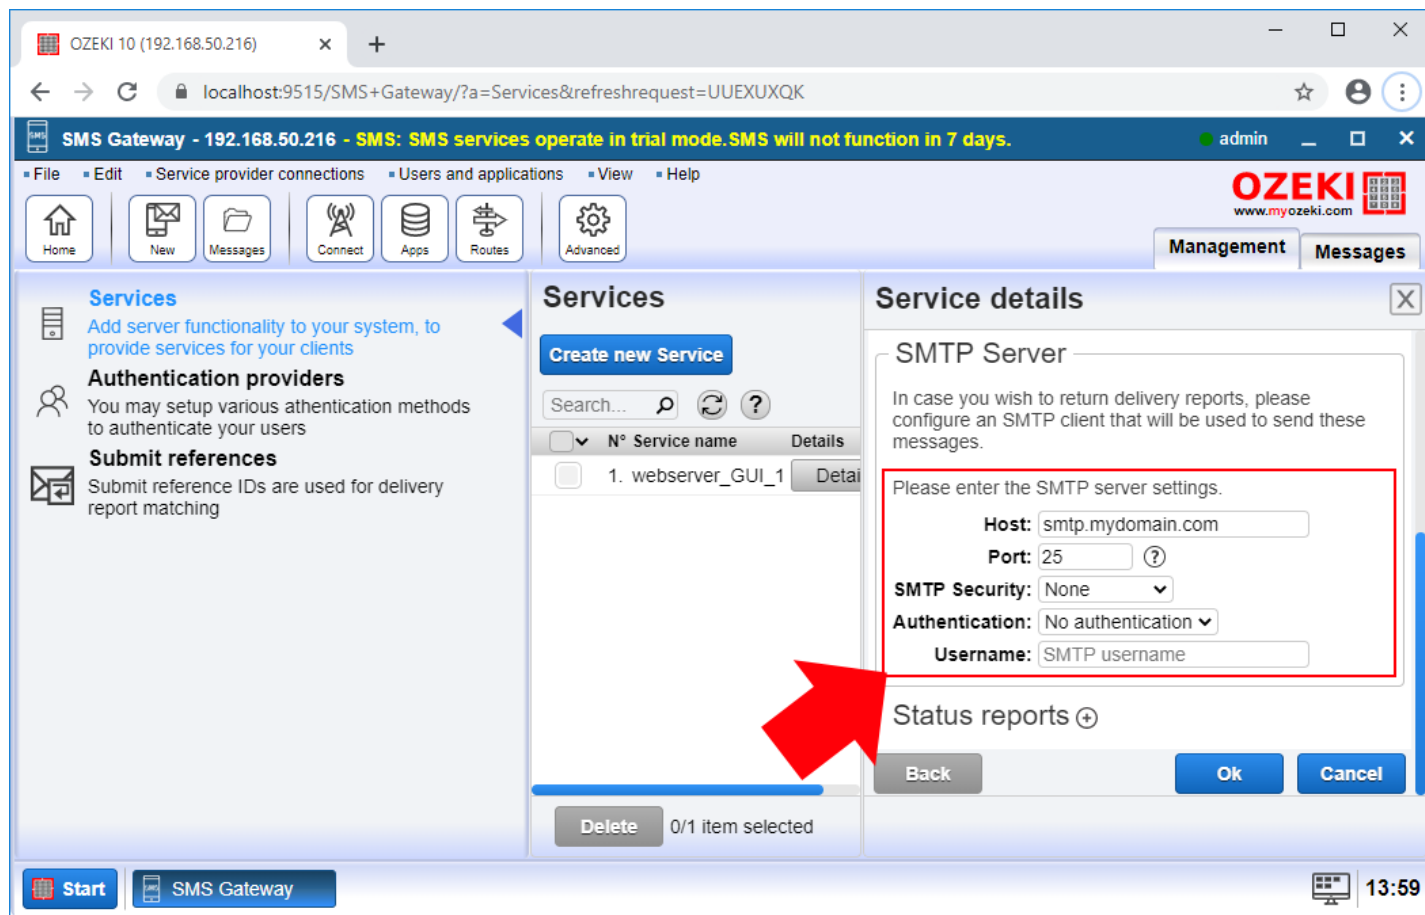 OZEKI 10 (192.168.50.216)
localhost:9515/SMS+Gateway/?a=Services&refreshrequest=UUEXUXQK
SMS
SMS Gateway - 192.168.50.216 - SMS: SMS services operate in trial mode.SMS will not function in 7 days.
admin
File Edit Service provider connections Users and applications View Help
Home
New
Messages
Connect
Apps
Routes
Advanced
OZEKI
www.myozeki.com
Management
Messages
Services
Add server functionality to your system, to
provide services for your clients
Authentication providers
You may setup various athentication methods
to authenticate your users
Submit references
Submit reference IDs are used for delivery
report matching
Services
Create new Service
Search...
?
N° Service name Details
1. webserver_GUI_1 Detai
Delete
0/1 item selected
Service details
X
SMTP Server
In case you wish to return delivery reports, please
configure an SMTP client that will be used to send these
messages.
Please enter the SMTP server settings.
Host: smtp.mydomain.com
Port: 25 ?
SMTP Security: None
Authentication: No authentication
Username: SMTP username
Status reports
Back
Ok
Cancel
Start
SMS Gateway
13:59